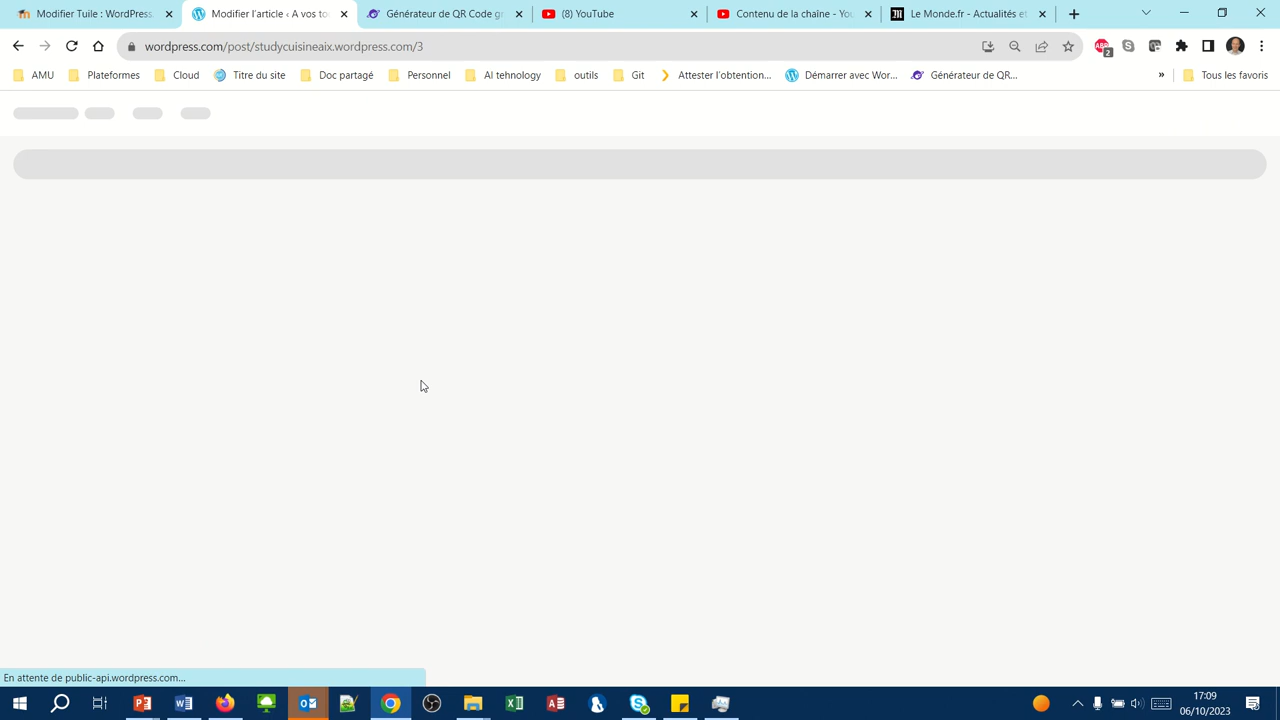 Modifier Tuile : WordPress.
Modifier l'article ‹ A vos to
Générateur de QR Code gr
(8) YouTube
Contenu de la chaîne - You
Le Monde.fr - Actualités et
wordpress.com/post/studycuisineaix.wordpress.com/3
ABP
2
AMU
Plateformes
Cloud
Titre du site
Doc partagé
Personnel
AI tehnology
outils
Git
Attester l'obtention...
Démarrer avec Wor...
Générateur de QR...
»
Tous les favoris
En attente de public-api.wordpress.com...
17:09
06/10/2023